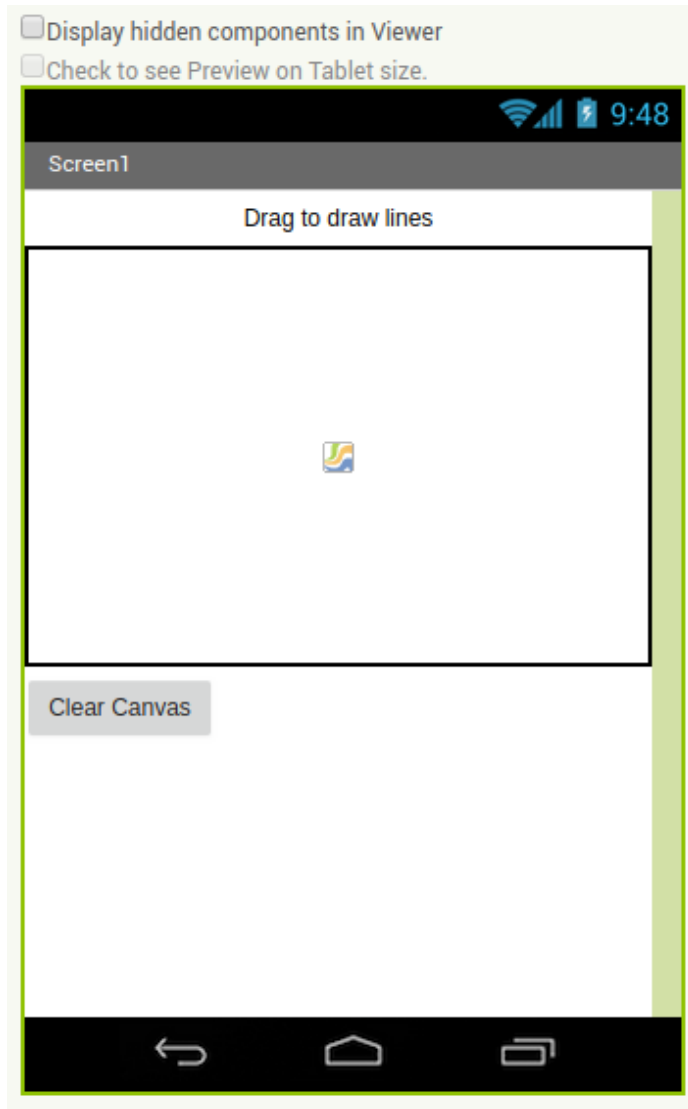 Display hidden components in Viewer
Check to see Preview on Tablet size.
9:48
Screen1
Drag to draw lines
Clear Canvas